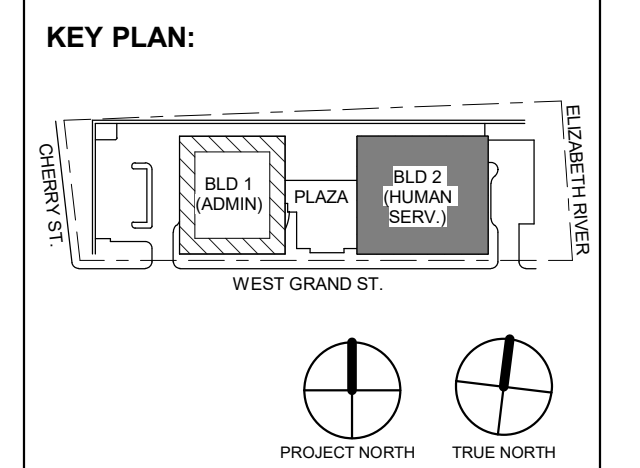 KEY PLAN:
CHERRY ST.
BLD 1
(ADMIN)
PLAZA
BLD 2
(HUMAN
SERV.)
ELIZABETH RIVER
WEST GRAND ST.
PROJECT NORTH
TRUE NORTH